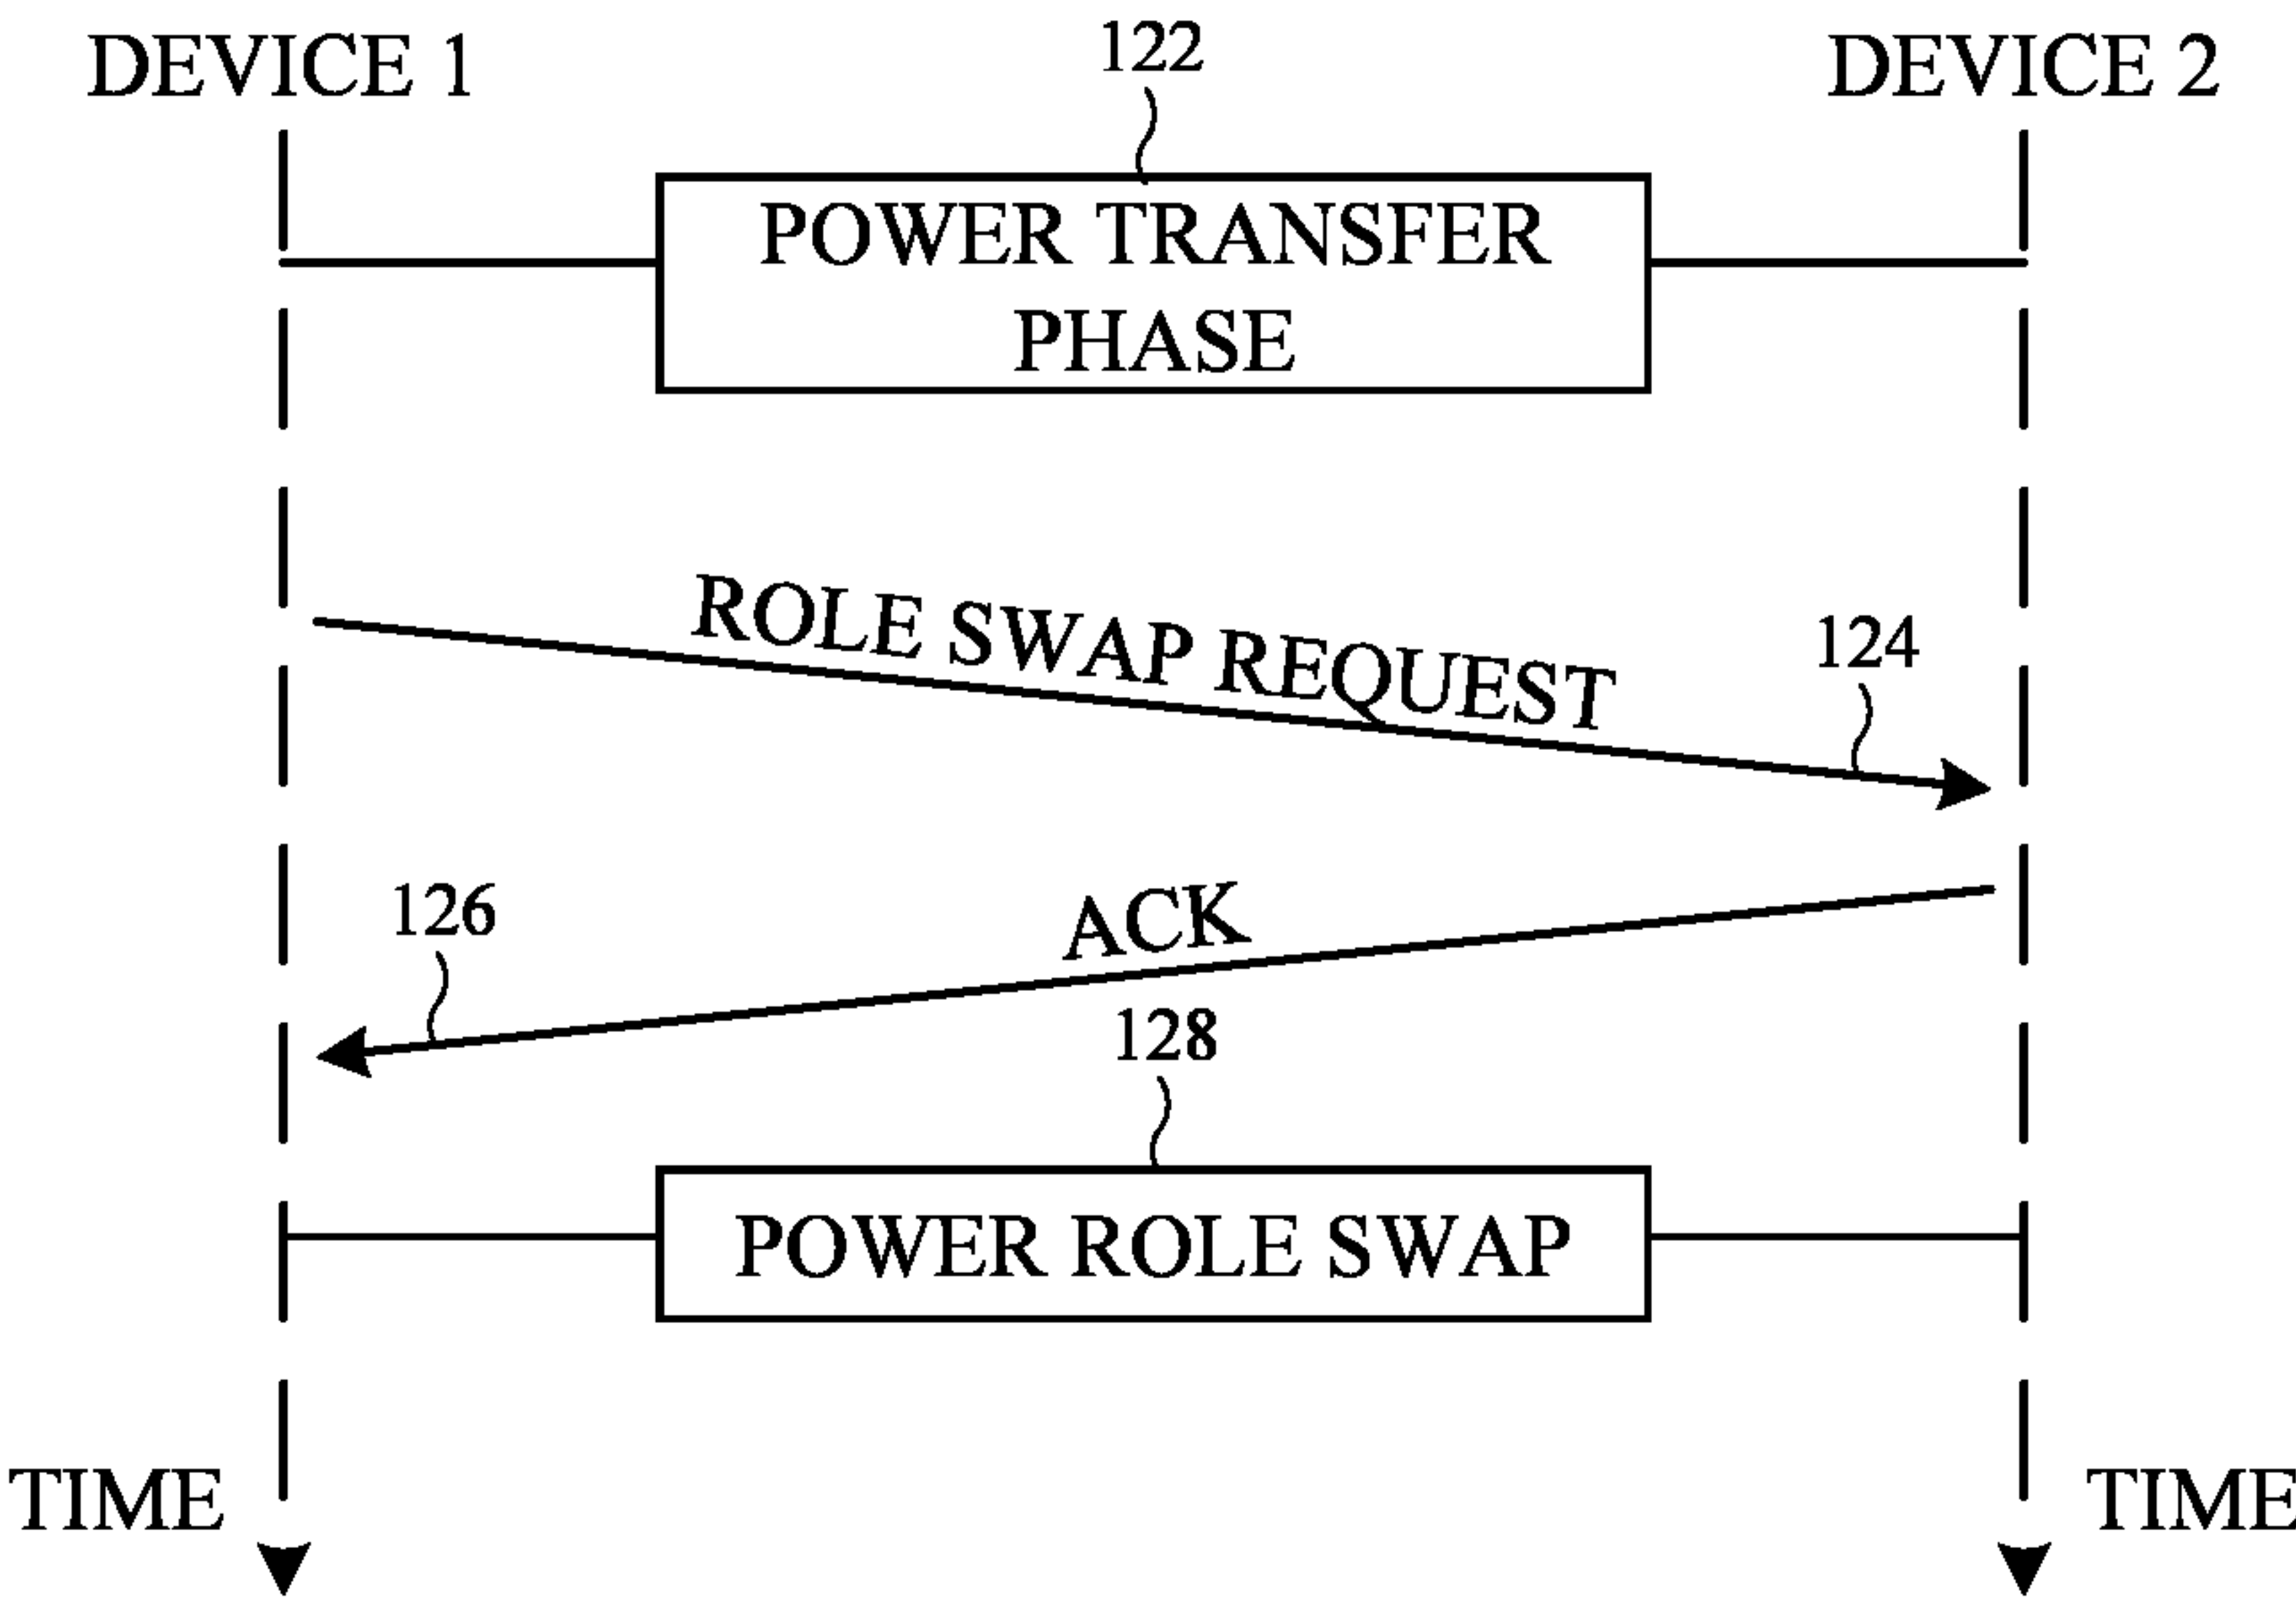 DEVICE 1
122
DEVICE 2
POWER TRANSFER
PHASE
ROLE SWAP REQUEST
124
126
ACK
128
POWER ROLE SWAP
TIME
TIME